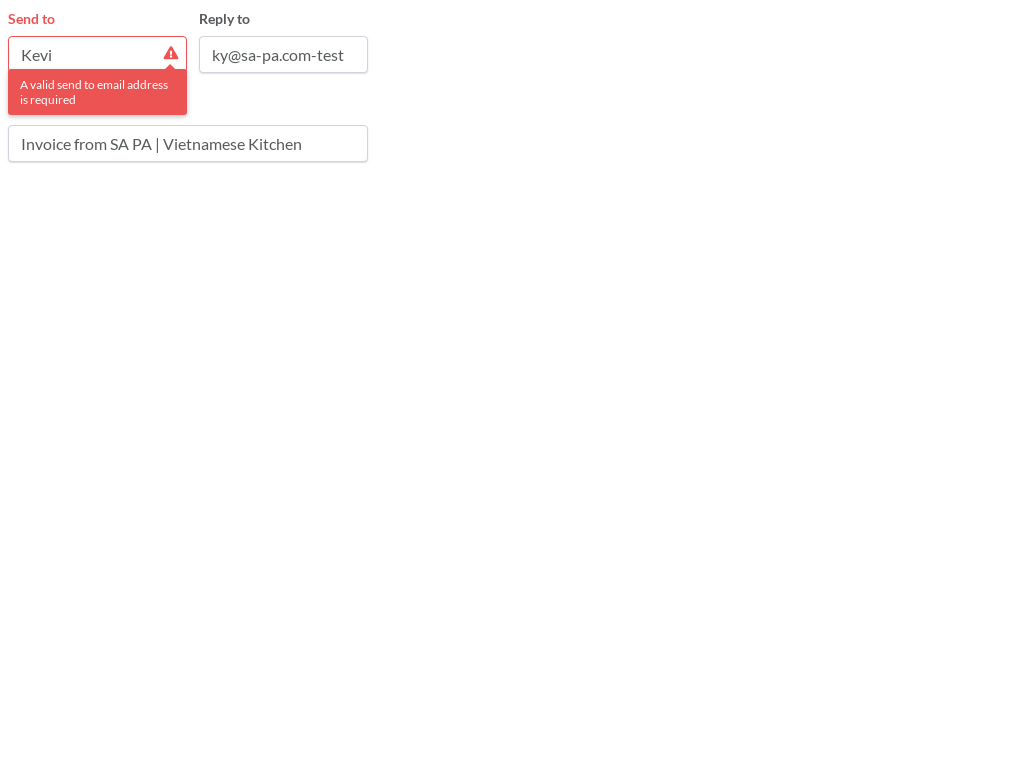 Send to
Reply to
Kevi
ky@sa-pa.com-test
A valid send to email address
is required
Invoice from SA PA | Vietnamese Kitchen